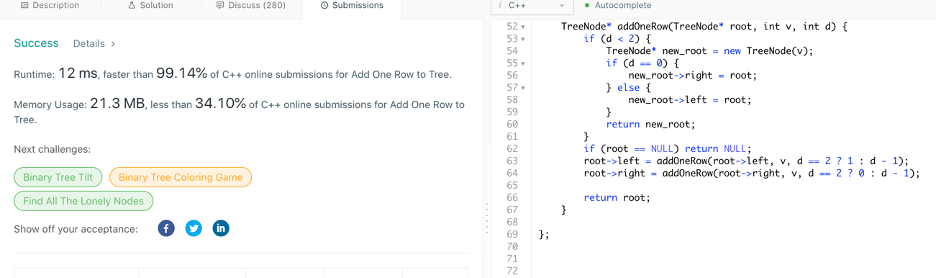 Description
Solution
Discuss (280)
Submissions
Success Details >
Runtime: 12 ms, faster than 99.14% of C++ online submissions for Add One Row to Tree.
Memory Usage: 21.3 MB, less than 34.10% of C++ online submissions for Add One Row to
Tree.
Next challenges:
Binary Tree Tilt
Binary Tree Coloring Game
Find All The Lonely Nodes
Show off your acceptance:
i C++
Autocomplete
52 TreeNode* addOneRow(TreeNode* root, int v, int d) {
53 if (d < 2) {
54 TreeNode* new_root = new TreeNode(v);
55 if (d == 0) {
56 new_root->right = root;
57 } else {
58 new_root->left = root;
59 }
60 return new_root;
61 }
62 if (root == NULL) return NULL;
63 root->left = addOneRow(root->left, v, d == 2 ? 1 : d - 1);
64 root->right = addOneRow(root->right, v, d == 2 ? 0 : d - 1);
65
66 return root;
67 }
68
69 };
70
71
72